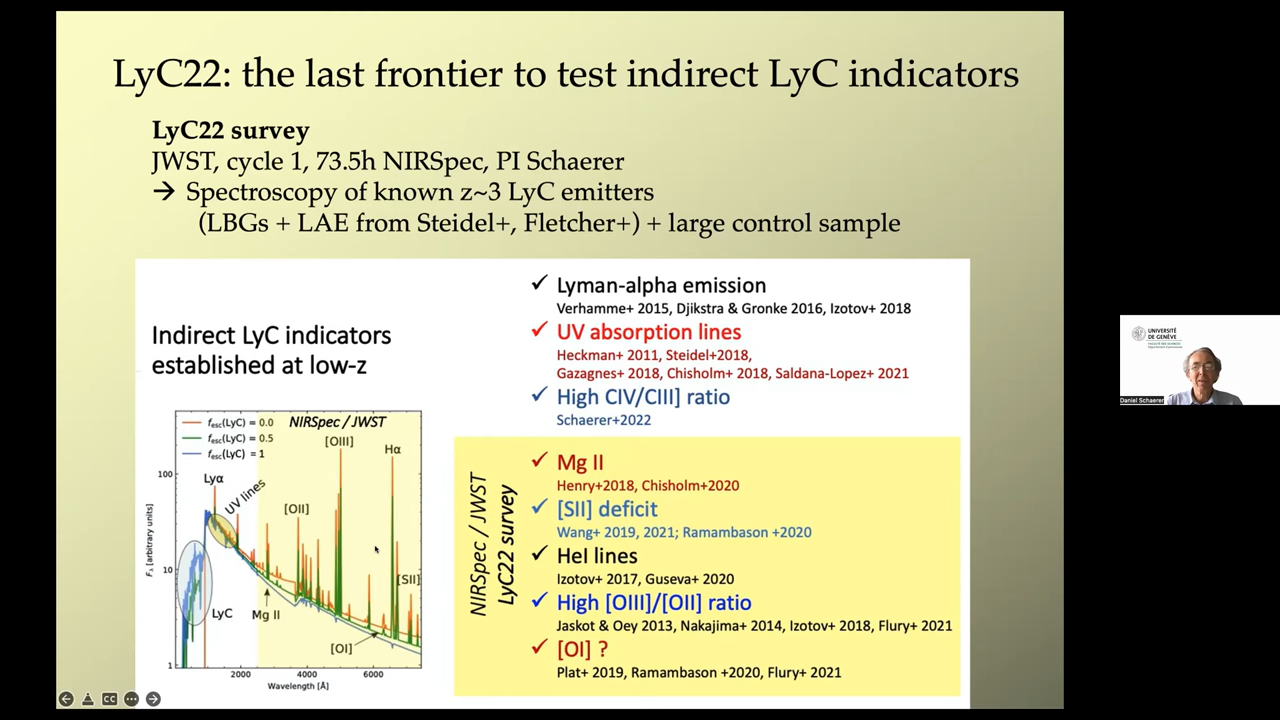 LyC22: the last frontier to test indirect LyC indicators
LyC22 survey
JWST, cycle 1, 73.5h NIRSpec, PI Schaerer
→ Spectroscopy of known z~3 LyC emitters
(LBGs + LAE from Steidel+, Fletcher+) + large control sample
Indirect LyC indicators
established at low-z
✓ Lyman-alpha emission
Verhamme+ 2015, Djikstra & Gronke 2016, Izotov+ 2018
✓ UV absorption lines
Heckman+ 2011, Steidel+2018,
Gazagnes+ 2018, Chisholm+ 2018, Saldana-Lopez+ 2021
✓ High CIV/CIII] ratio
Schaerer+2022
NIRSpec / JWST
LyC22 survey
✓ Mg II
Henry+2018, Chisholm+2020
✓ [SII] deficit
Wang+ 2019, 2021; Ramambason +2020
✓ HeI lines
Izotov+ 2017, Guseva+ 2020
✓ High [OIII]/[OII] ratio
Jaskot & Oey 2013, Nakajima+ 2014, Izotov+ 2018, Flury+ 2021
✓ [OI] ?
Plat+ 2019, Ramambason +2020, Flury+ 2021
fesc(LyC) = 0.0
fesc(LyC) = 0.5
fesc(LyC) = 1
NIRSpec / JWST
[OIII]
Hα
Lyα
UV lines
[OII]
[SII]
LyC
Mg II
[OI]
100
10
1
Fλ [arbitrary units]
2000
4000
6000
Wavelength [Å]
CC
UNIVERSITÉ
DE GENÈVE
Daniel Schaerer